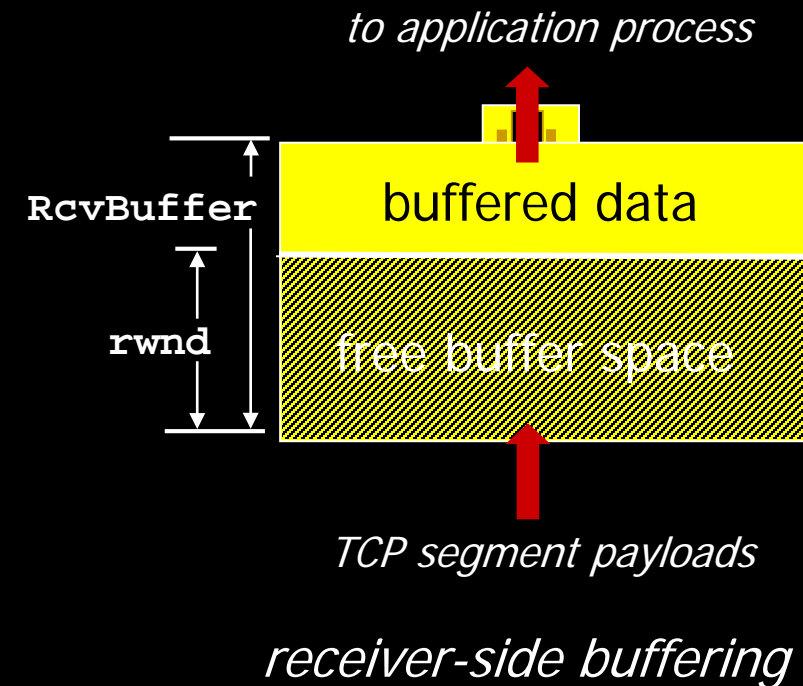 to application process
RcvBuffer
buffered data
rwnd
free buffer space
TCP segment payloads
receiver-side buffering